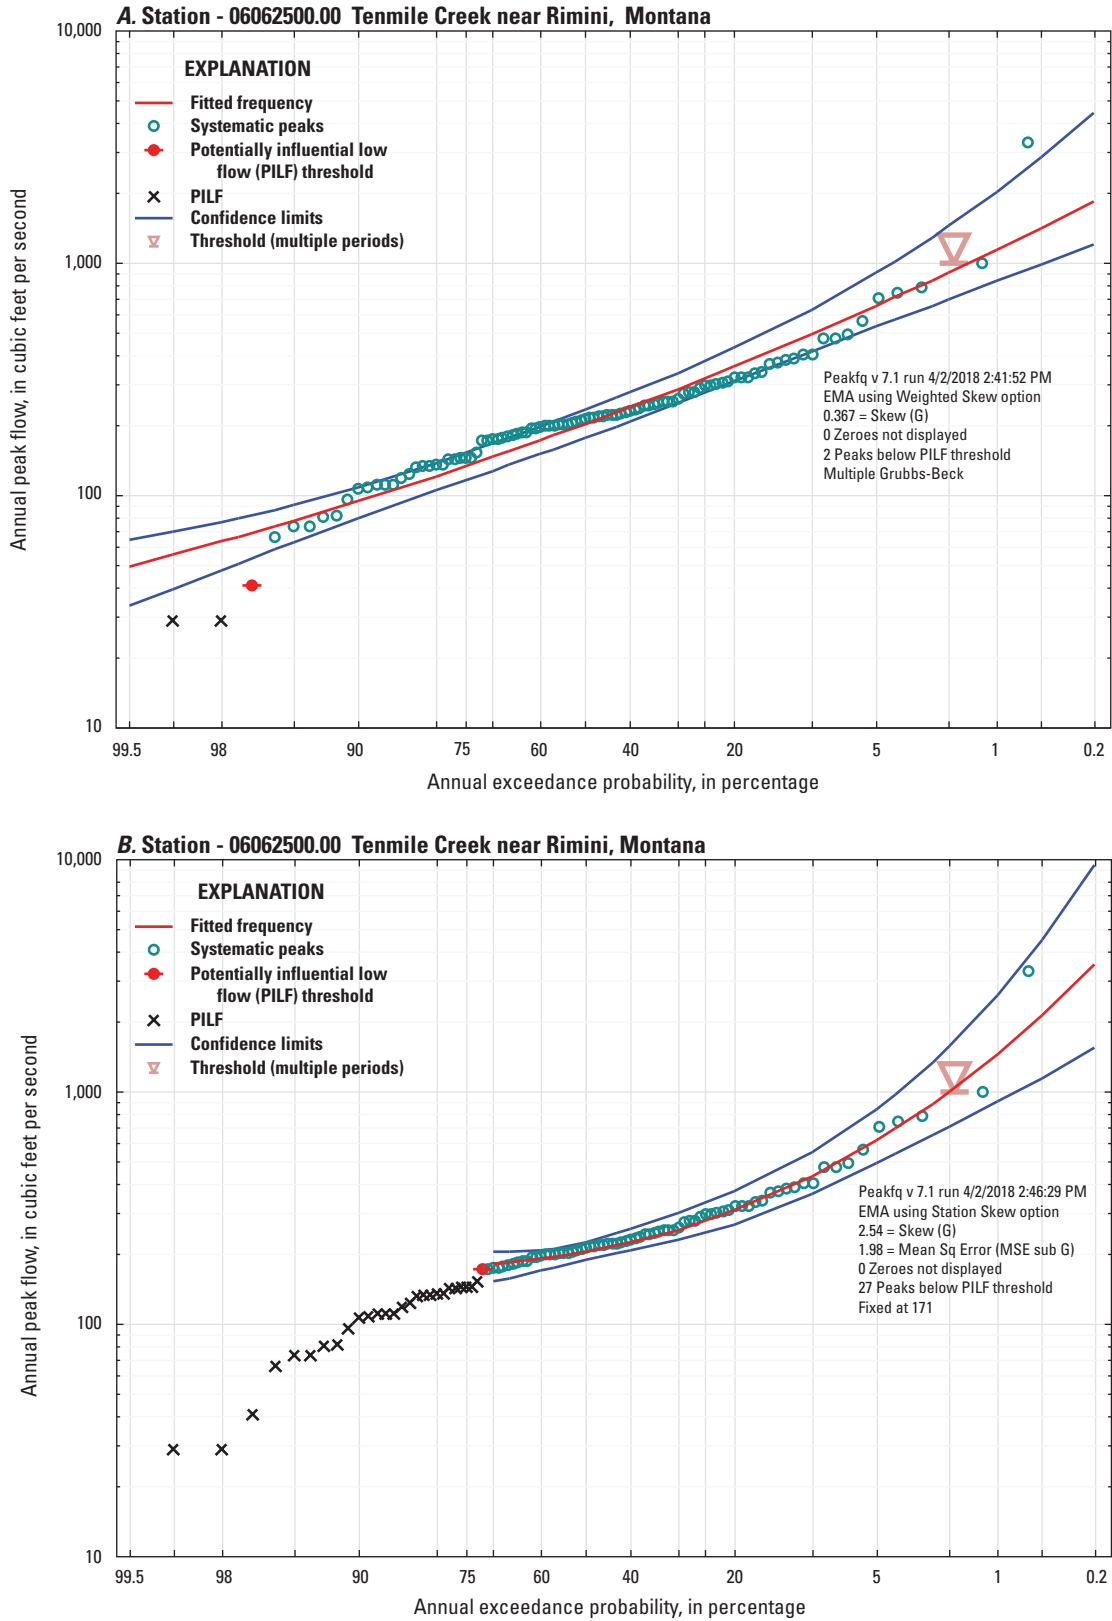 A. Station - 06062500.00 Tenmile Creek near Rimini, Montana
10,000
1,000
100
10
Annual peak flow, in cubic feet per second
EXPLANATION
Fitted frequency
Systematic peaks
Potentially influential low
flow (PILF) threshold
PILF
Confidence limits
Threshold (multiple periods)
Peakfq v 7.1 run 4/2/2018 2:41:52 PM
EMA using Weighted Skew option
0.367 = Skew (G)
0 Zeroes not displayed
2 Peaks below PILF threshold
Multiple Grubbs-Beck
99.5 98 90 75 60 40 20 5 1 0.2
Annual exceedance probability, in percentage
B. Station - 06062500.00 Tenmile Creek near Rimini, Montana
10,000
1,000
100
10
Annual peak flow, in cubic feet per second
EXPLANATION
Fitted frequency
Systematic peaks
Potentially influential low
flow (PILF) threshold
PILF
Confidence limits
Threshold (multiple periods)
Peakfq v 7.1 run 4/2/2018 2:46:29 PM
EMA using Station Skew option
2.54 = Skew (G)
1.98 = Mean Sq Error (MSE sub G)
0 Zeroes not displayed
27 Peaks below PILF threshold
Fixed at 171
99.5 98 90 75 60 40 20 5 1 0.2
Annual exceedance probability, in percentage